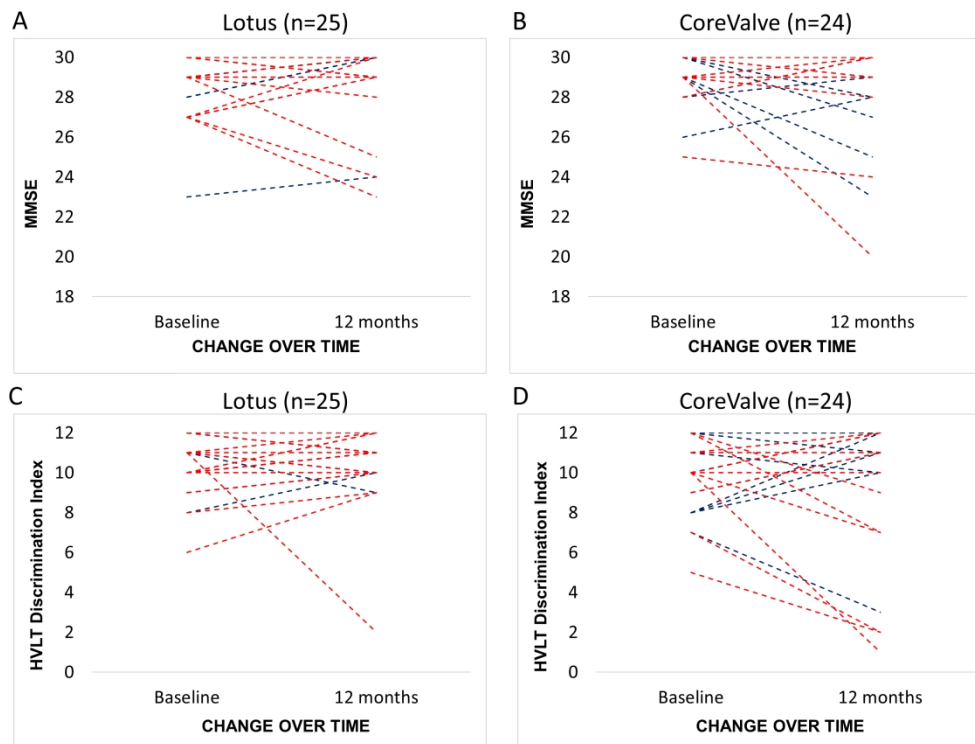 A
Lotus (n=25)
30
28
26
24
22
20
18
MMSE
Baseline
12 months
CHANGE OVER TIME
B
CoreValve (n=24)
30
28
26
24
22
20
18
MMSE
Baseline
12 months
CHANGE OVER TIME
C
Lotus (n=25)
12
10
8
6
4
2
0
HVLT Discrimination Index
Baseline
12 months
CHANGE OVER TIME
D
CoreValve (n=24)
12
10
8
6
4
2
0
HVLT Discrimination Index
Baseline
12 months
CHANGE OVER TIME